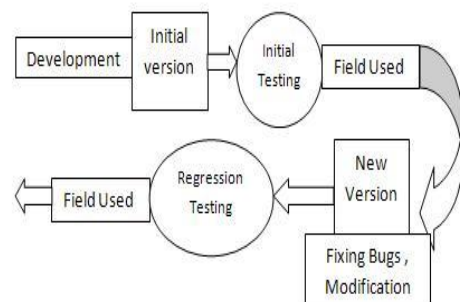 Development
Initial
version
Initial
Testing
Field Used
New
Version
Fixing Bugs ,
Modification
Regression
Testing
Field Used